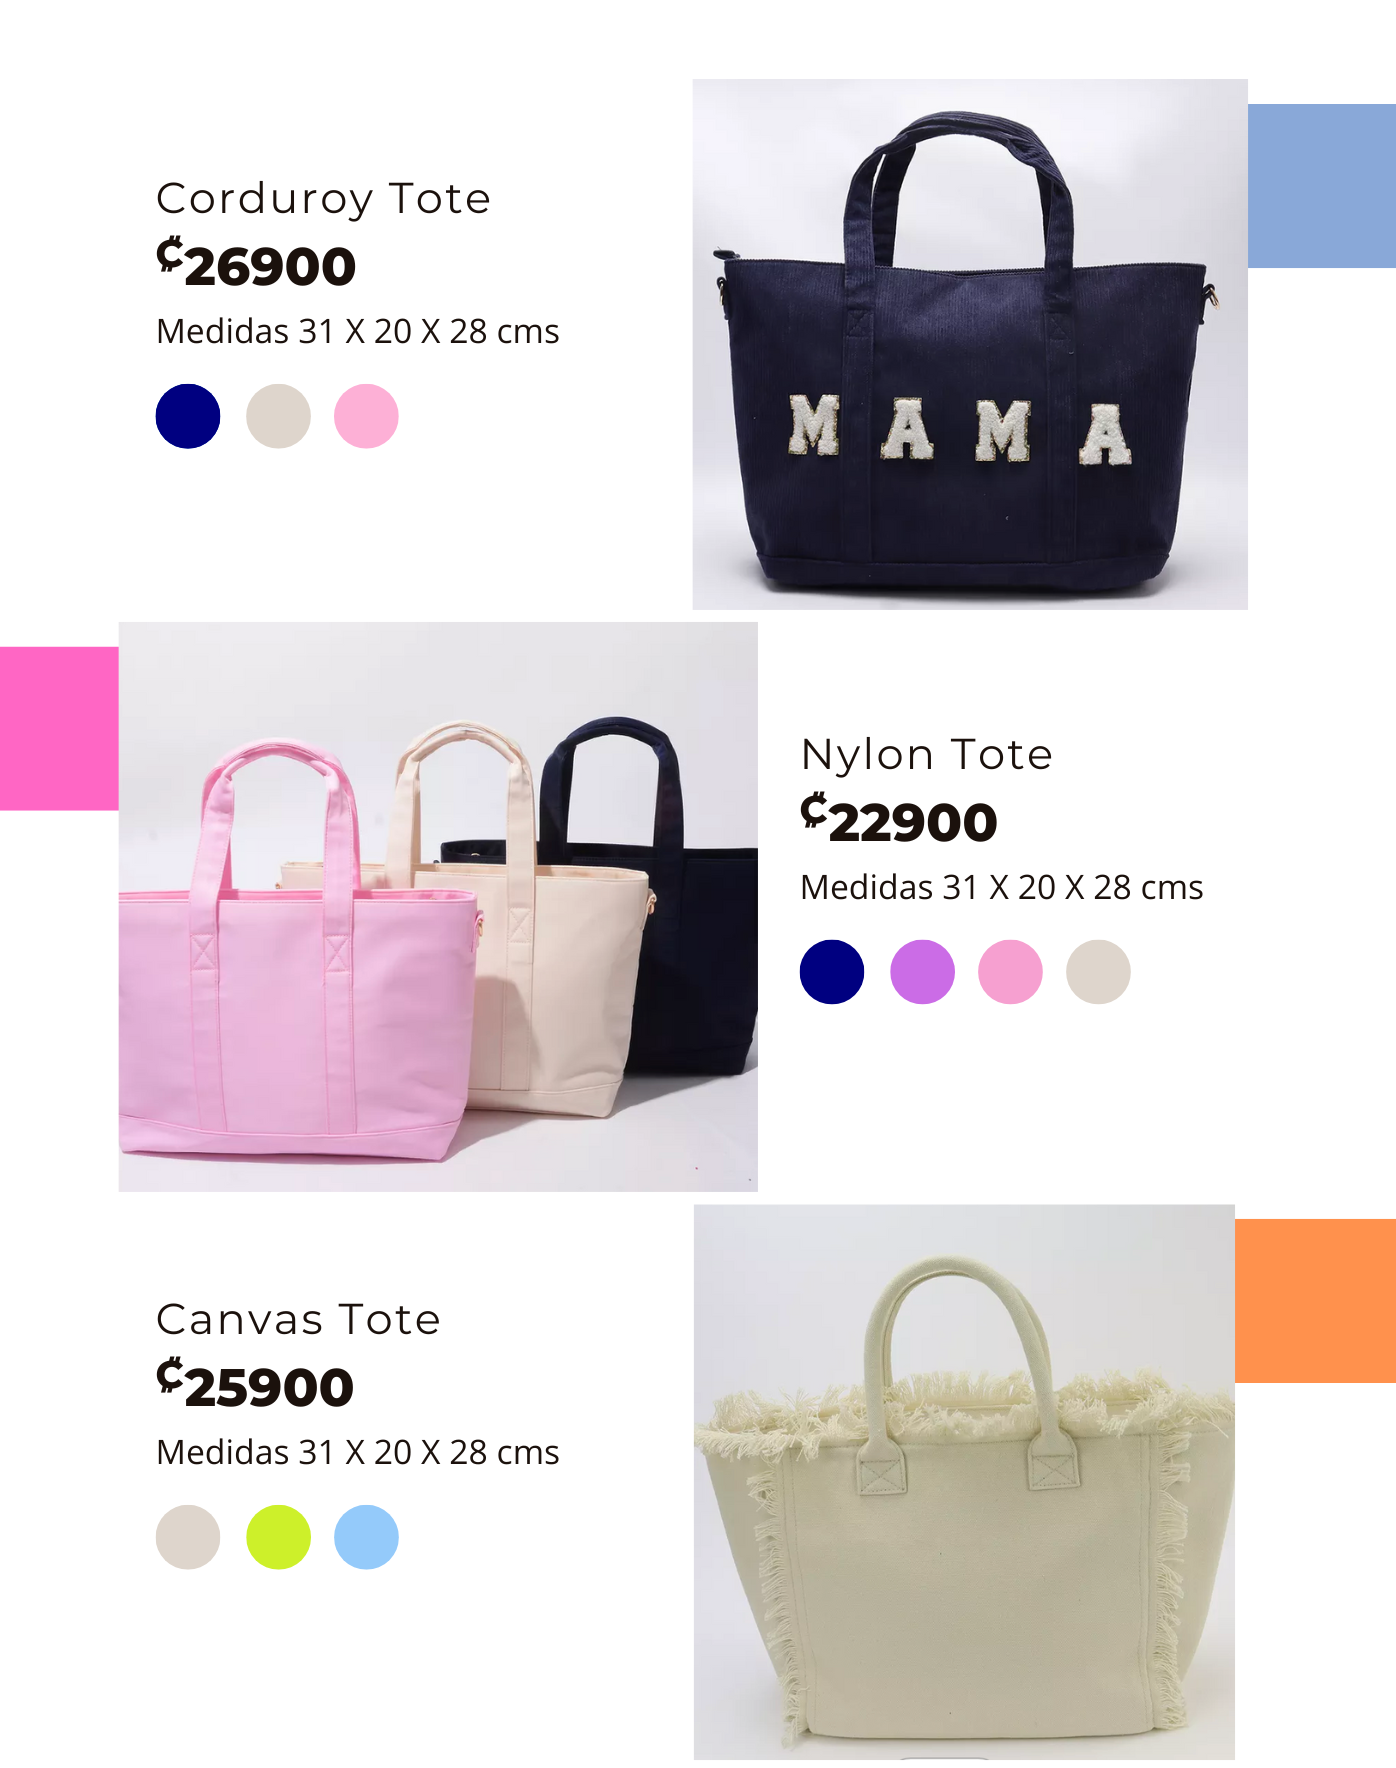 Corduroy Tote
₡26900
Medidas 31 X 20 X 28 cms
M A M A
Nylon Tote
₡22900
Medidas 31 X 20 X 28 cms
Canvas Tote
₡25900
Medidas 31 X 20 X 28 cms